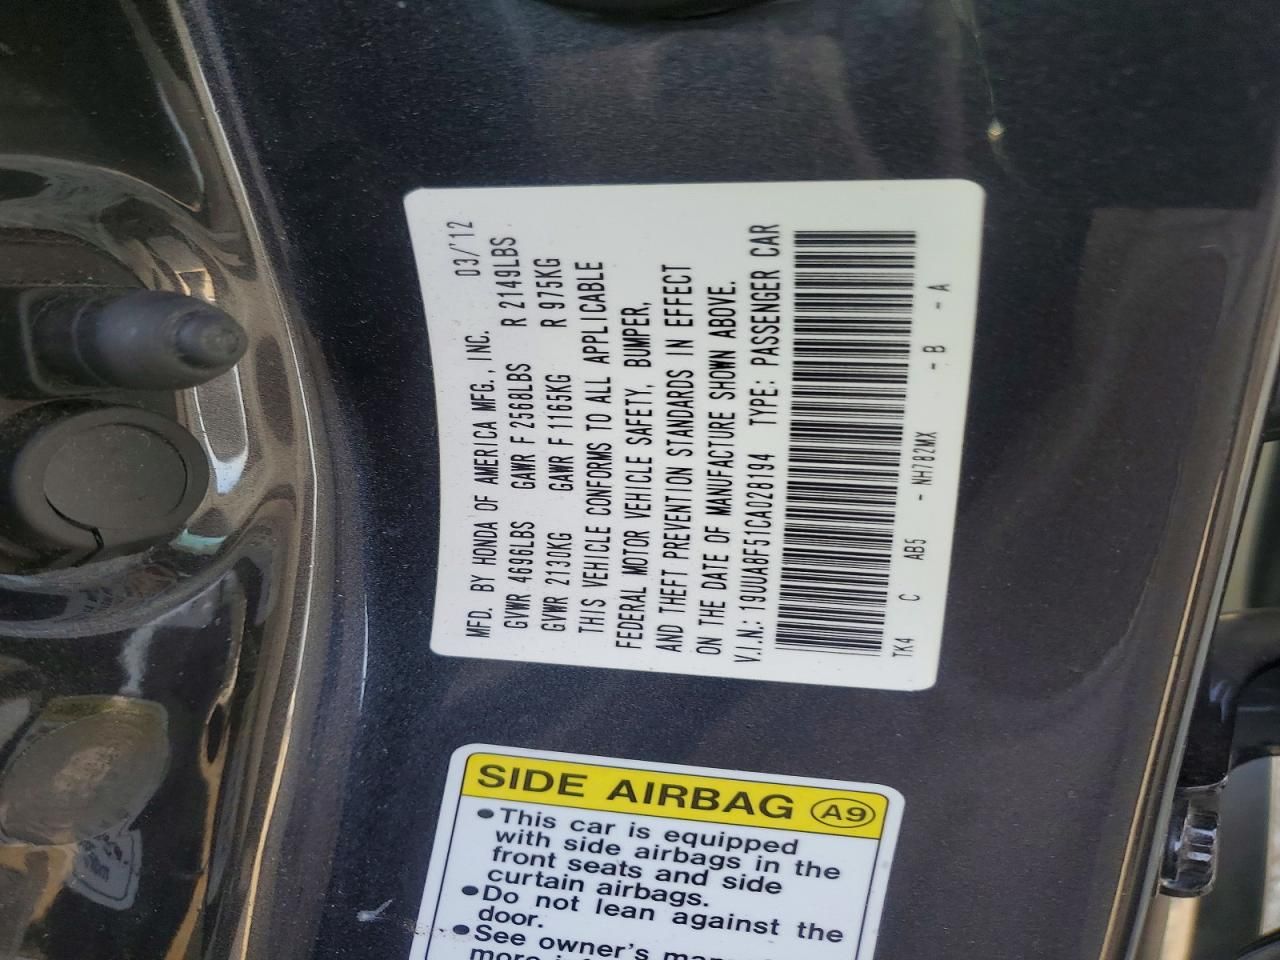 MFD. BY HONDA OF AMERICA MFG., INC. 03/'12
GVWR 4696LBS GAWR F 2568LBS R 2149LBS
GVWR 2130KG GAWR F 1165KG R 975KG
THIS VEHICLE CONFORMS TO ALL APPLICABLE
FEDERAL MOTOR VEHICLE SAFETY, BUMPER,
AND THEFT PREVENTION STANDARDS IN EFFECT
ON THE DATE OF MANUFACTURE SHOWN ABOVE.
V.I.N.: 19UUA8F51CA028194 TYPE: PASSENGER CAR
TK4 C AB5 - NH782MX - B - A
SIDE AIRBAG A9
•This car is equipped
with side airbags in the
front seats and side
curtain airbags.
•Do not lean against the
door.
•See owner's
more